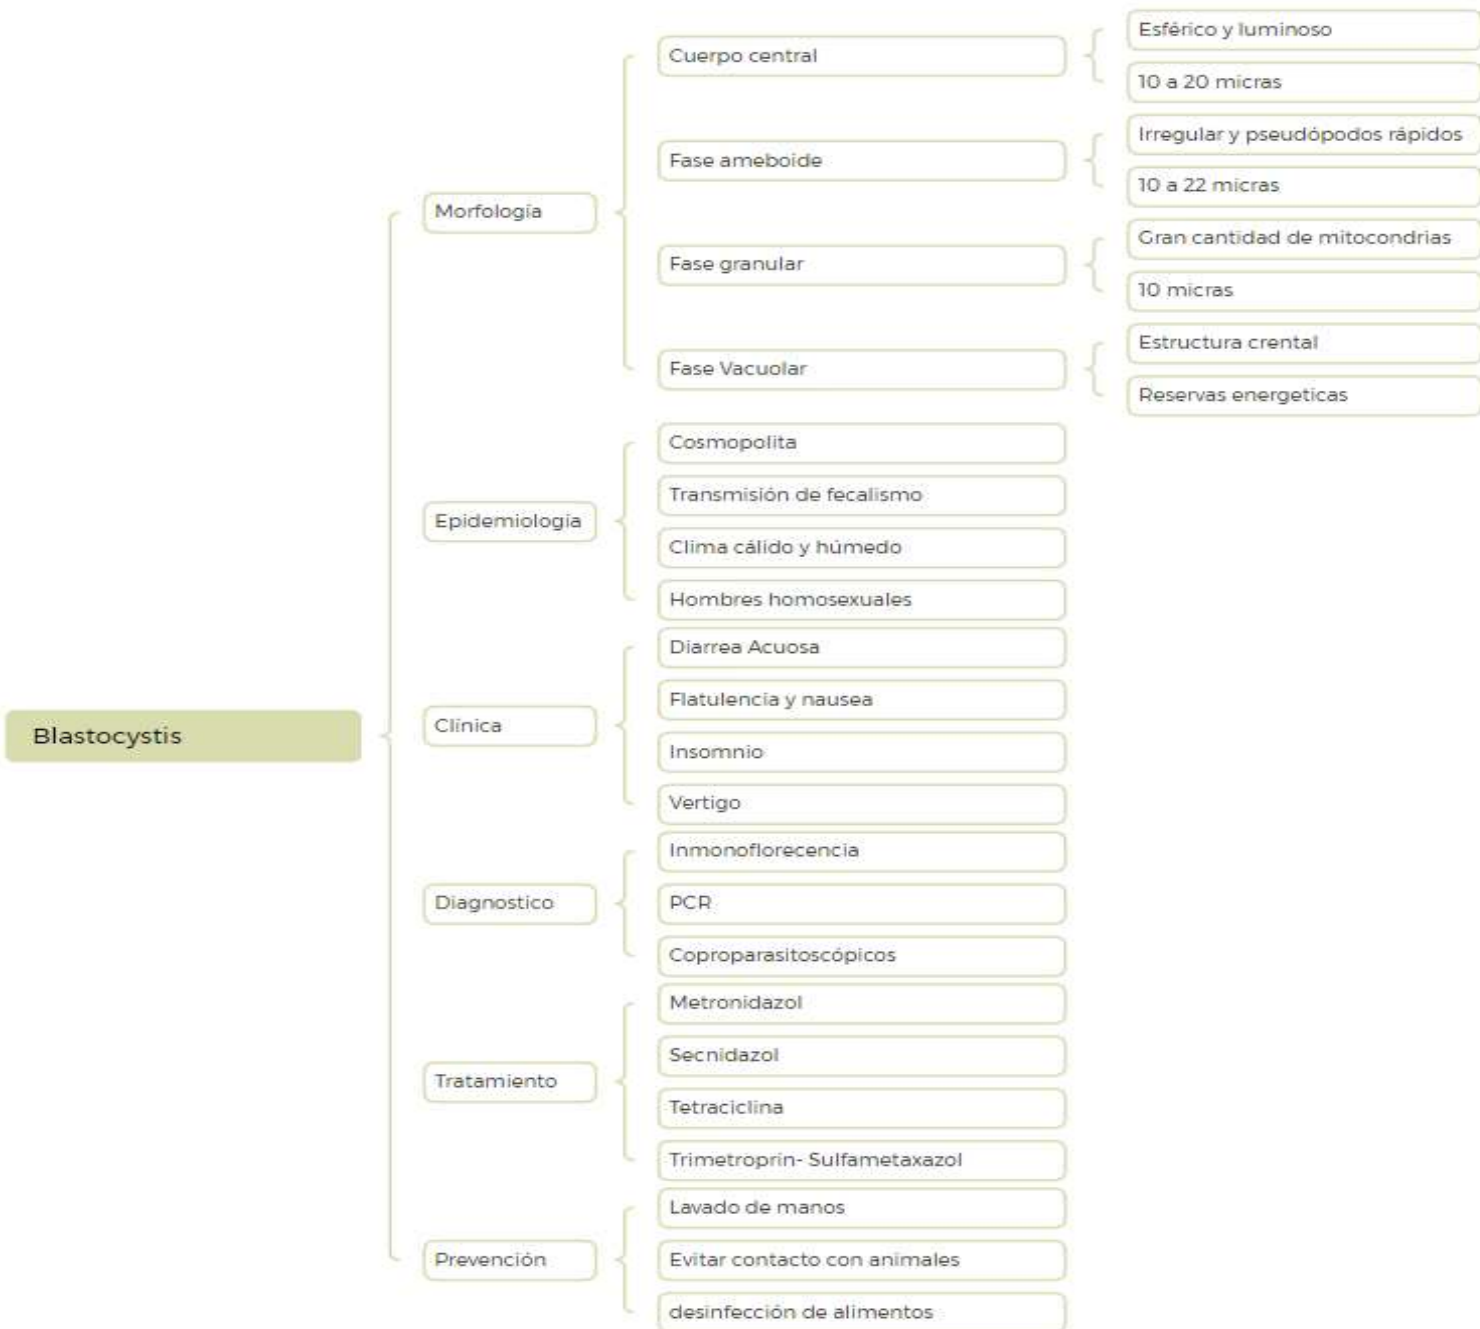 Blastocystis
Morfología
Cuerpo central
Esférico y luminoso
10 a 20 micras
Fase ameboide
Irregular y pseudópodos rápidos
10 a 22 micras
Fase granular
Gran cantidad de mitocondrias
10 micras
Fase Vacuolar
Estructura crental
Reservas energeticas
Epidemiología
Cosmopolita
Transmisión de fecalismo
Clima cálido y húmedo
Hombres homosexuales
Clínica
Diarrea Acuosa
Flatulencia y nausea
Insomnio
Vertigo
Diagnostico
Inmonoflorecencia
PCR
Coproparasitoscópicos
Tratamiento
Metronidazol
Secnidazol
Tetraciclina
Trimetroprin- Sulfametaxazol
Prevención
Lavado de manos
Evitar contacto con animales
desinfección de alimentos